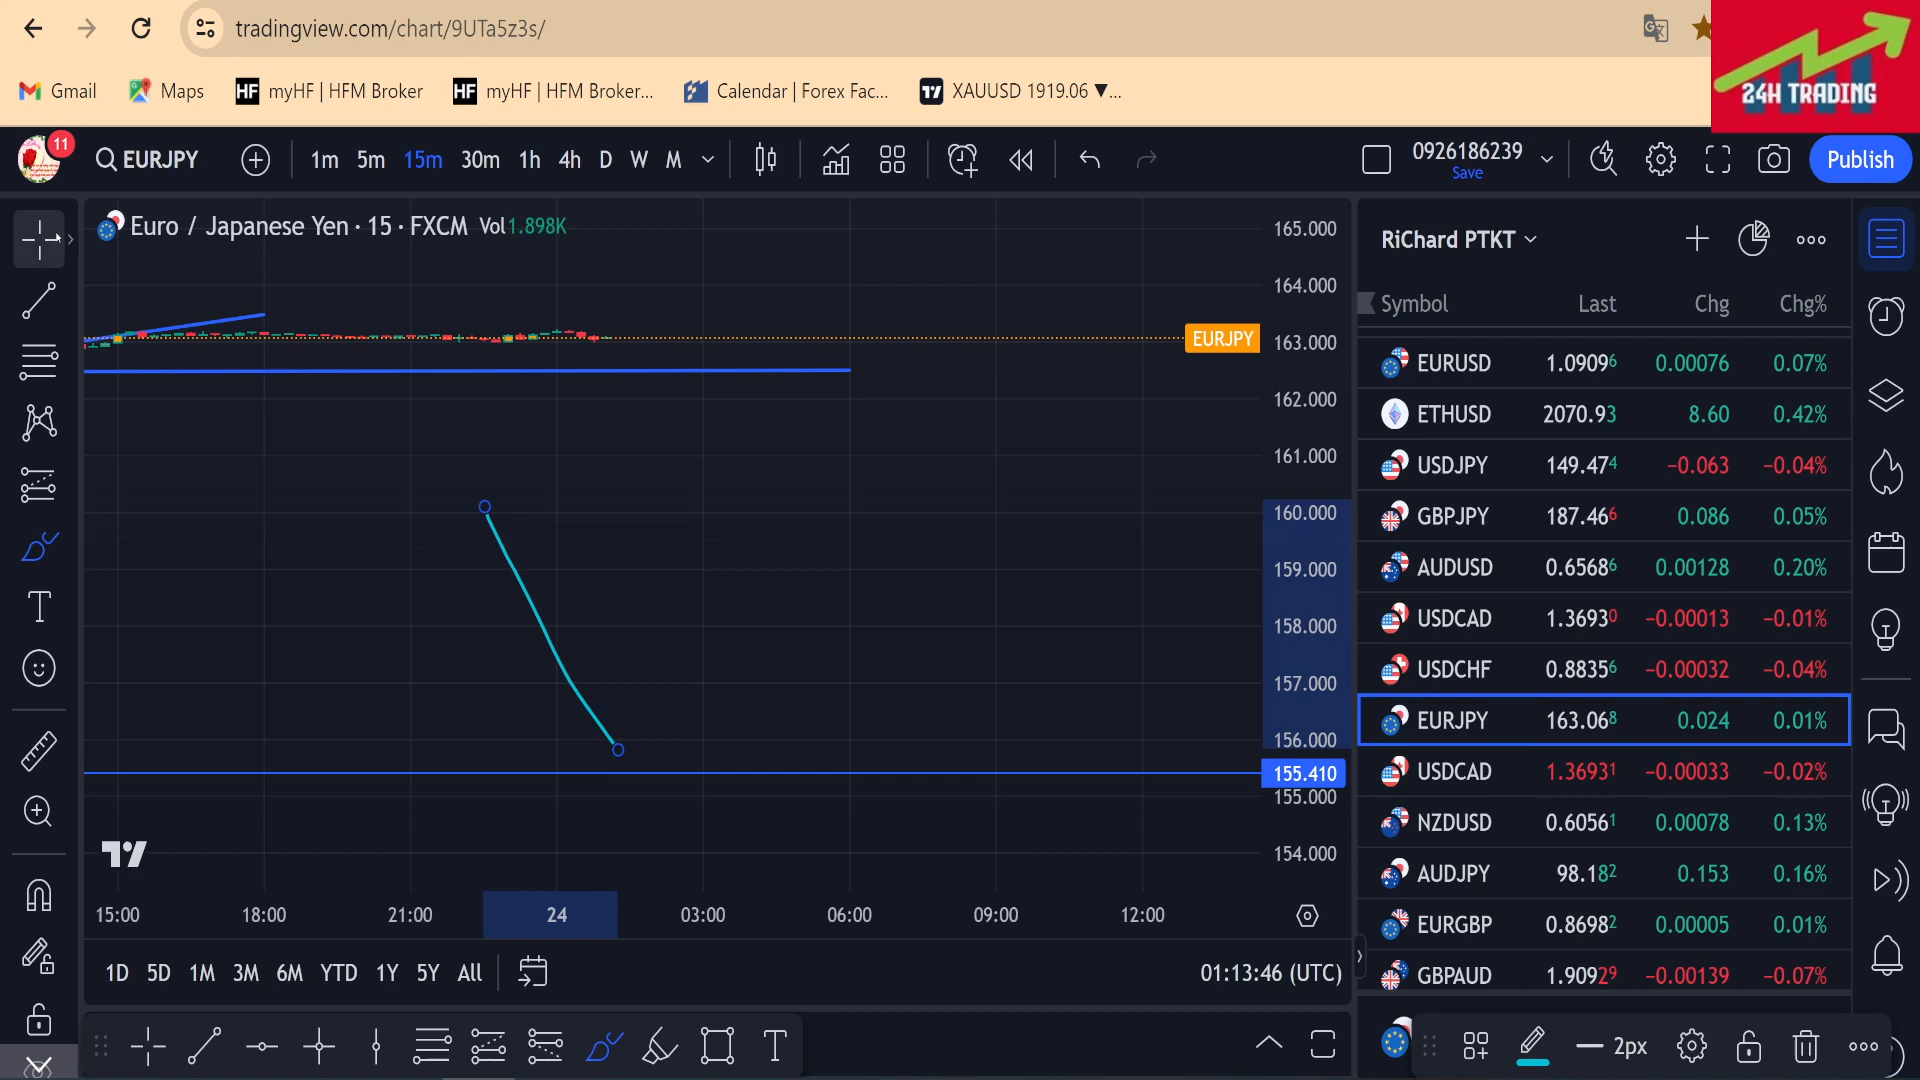 tradingview.com/chart/9UTa5z3s/
24H TRADING
Gmail
Maps
HF myHF | HFM Broker
HF myHF | HFM Broker...
Calendar | Forex Fac...
XAUUSD 1919.06 ▼...
11
EURJPY
1m 5m 15m 30m 1h 4h D W M
0926186239
Save
Publish
Euro / Japanese Yen · 15 · FXCM Vol 1.898K
165.000
164.000
EURJPY
163.000
162.000
161.000
160.000
159.000
158.000
157.000
156.000
155.410
155.000
154.000
15:00 18:00 21:00 24 03:00 06:00 09:00 12:00
1D 5D 1M 3M 6M YTD 1Y 5Y All
01:13:46 (UTC)
RiChard PTKT
Symbol Last Chg Chg%
EURUSD 1.09096 0.00076 0.07%
ETHUSD 2070.93 8.60 0.42%
USDJPY 149.474 −0.063 −0.04%
GBPJPY 187.466 0.086 0.05%
AUDUSD 0.65686 0.00128 0.20%
USDCAD 1.36930 −0.00013 −0.01%
USDCHF 0.88356 −0.00032 −0.04%
EURJPY 163.068 0.024 0.01%
USDCAD 1.36931 −0.00033 −0.02%
NZDUSD 0.60561 0.00078 0.13%
AUDJPY 98.182 0.153 0.16%
EURGBP 0.86982 0.00005 0.01%
GBPAUD 1.90929 −0.00139 −0.07%
2px